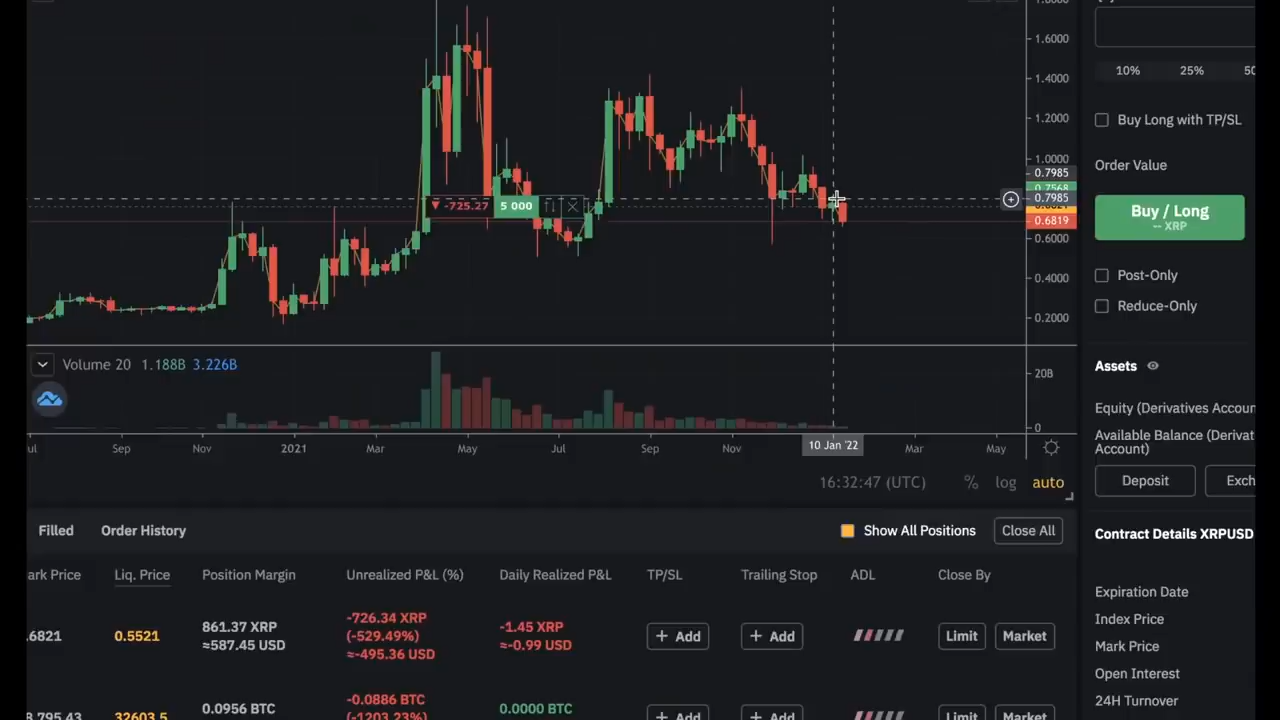 1.6000
10%
25%
50
1.4000
Buy Long with TP/SL
1.2000
1.0000
Order Value
0.7985
0.7568
▼ -725.27
5 000
0.7985
Buy / Long
-- XRP
0.6819
0.6000
Post-Only
0.4000
Reduce-Only
0.2000
Volume 20
1.188B
3.226B
Assets
20B
Equity (Derivatives Accoun
0
Available Balance (Derivat
Account)
ul
Sep
Nov
2021
Mar
May
Jul
Sep
Nov
10 Jan '22
Mar
May
16:32:47 (UTC)
%
log
auto
Deposit
Exch
Filled
Order History
Show All Positions
Close All
Contract Details XRPUSD
ark Price
Liq. Price
Position Margin
Unrealized P&L (%)
Daily Realized P&L
TP/SL
Trailing Stop
ADL
Close By
Expiration Date
Index Price
.6821
0.5521
861.37 XRP
≈587.45 USD
-726.34 XRP
(-529.49%)
≈-495.36 USD
-1.45 XRP
≈-0.99 USD
+ Add
+ Add
Limit
Market
Mark Price
Open Interest
24H Turnover
8,795.43
32603.5
0.0956 BTC
-0.0886 BTC
(-1203.23%)
0.0000 BTC
+ Add
+ Add
Limit
Market